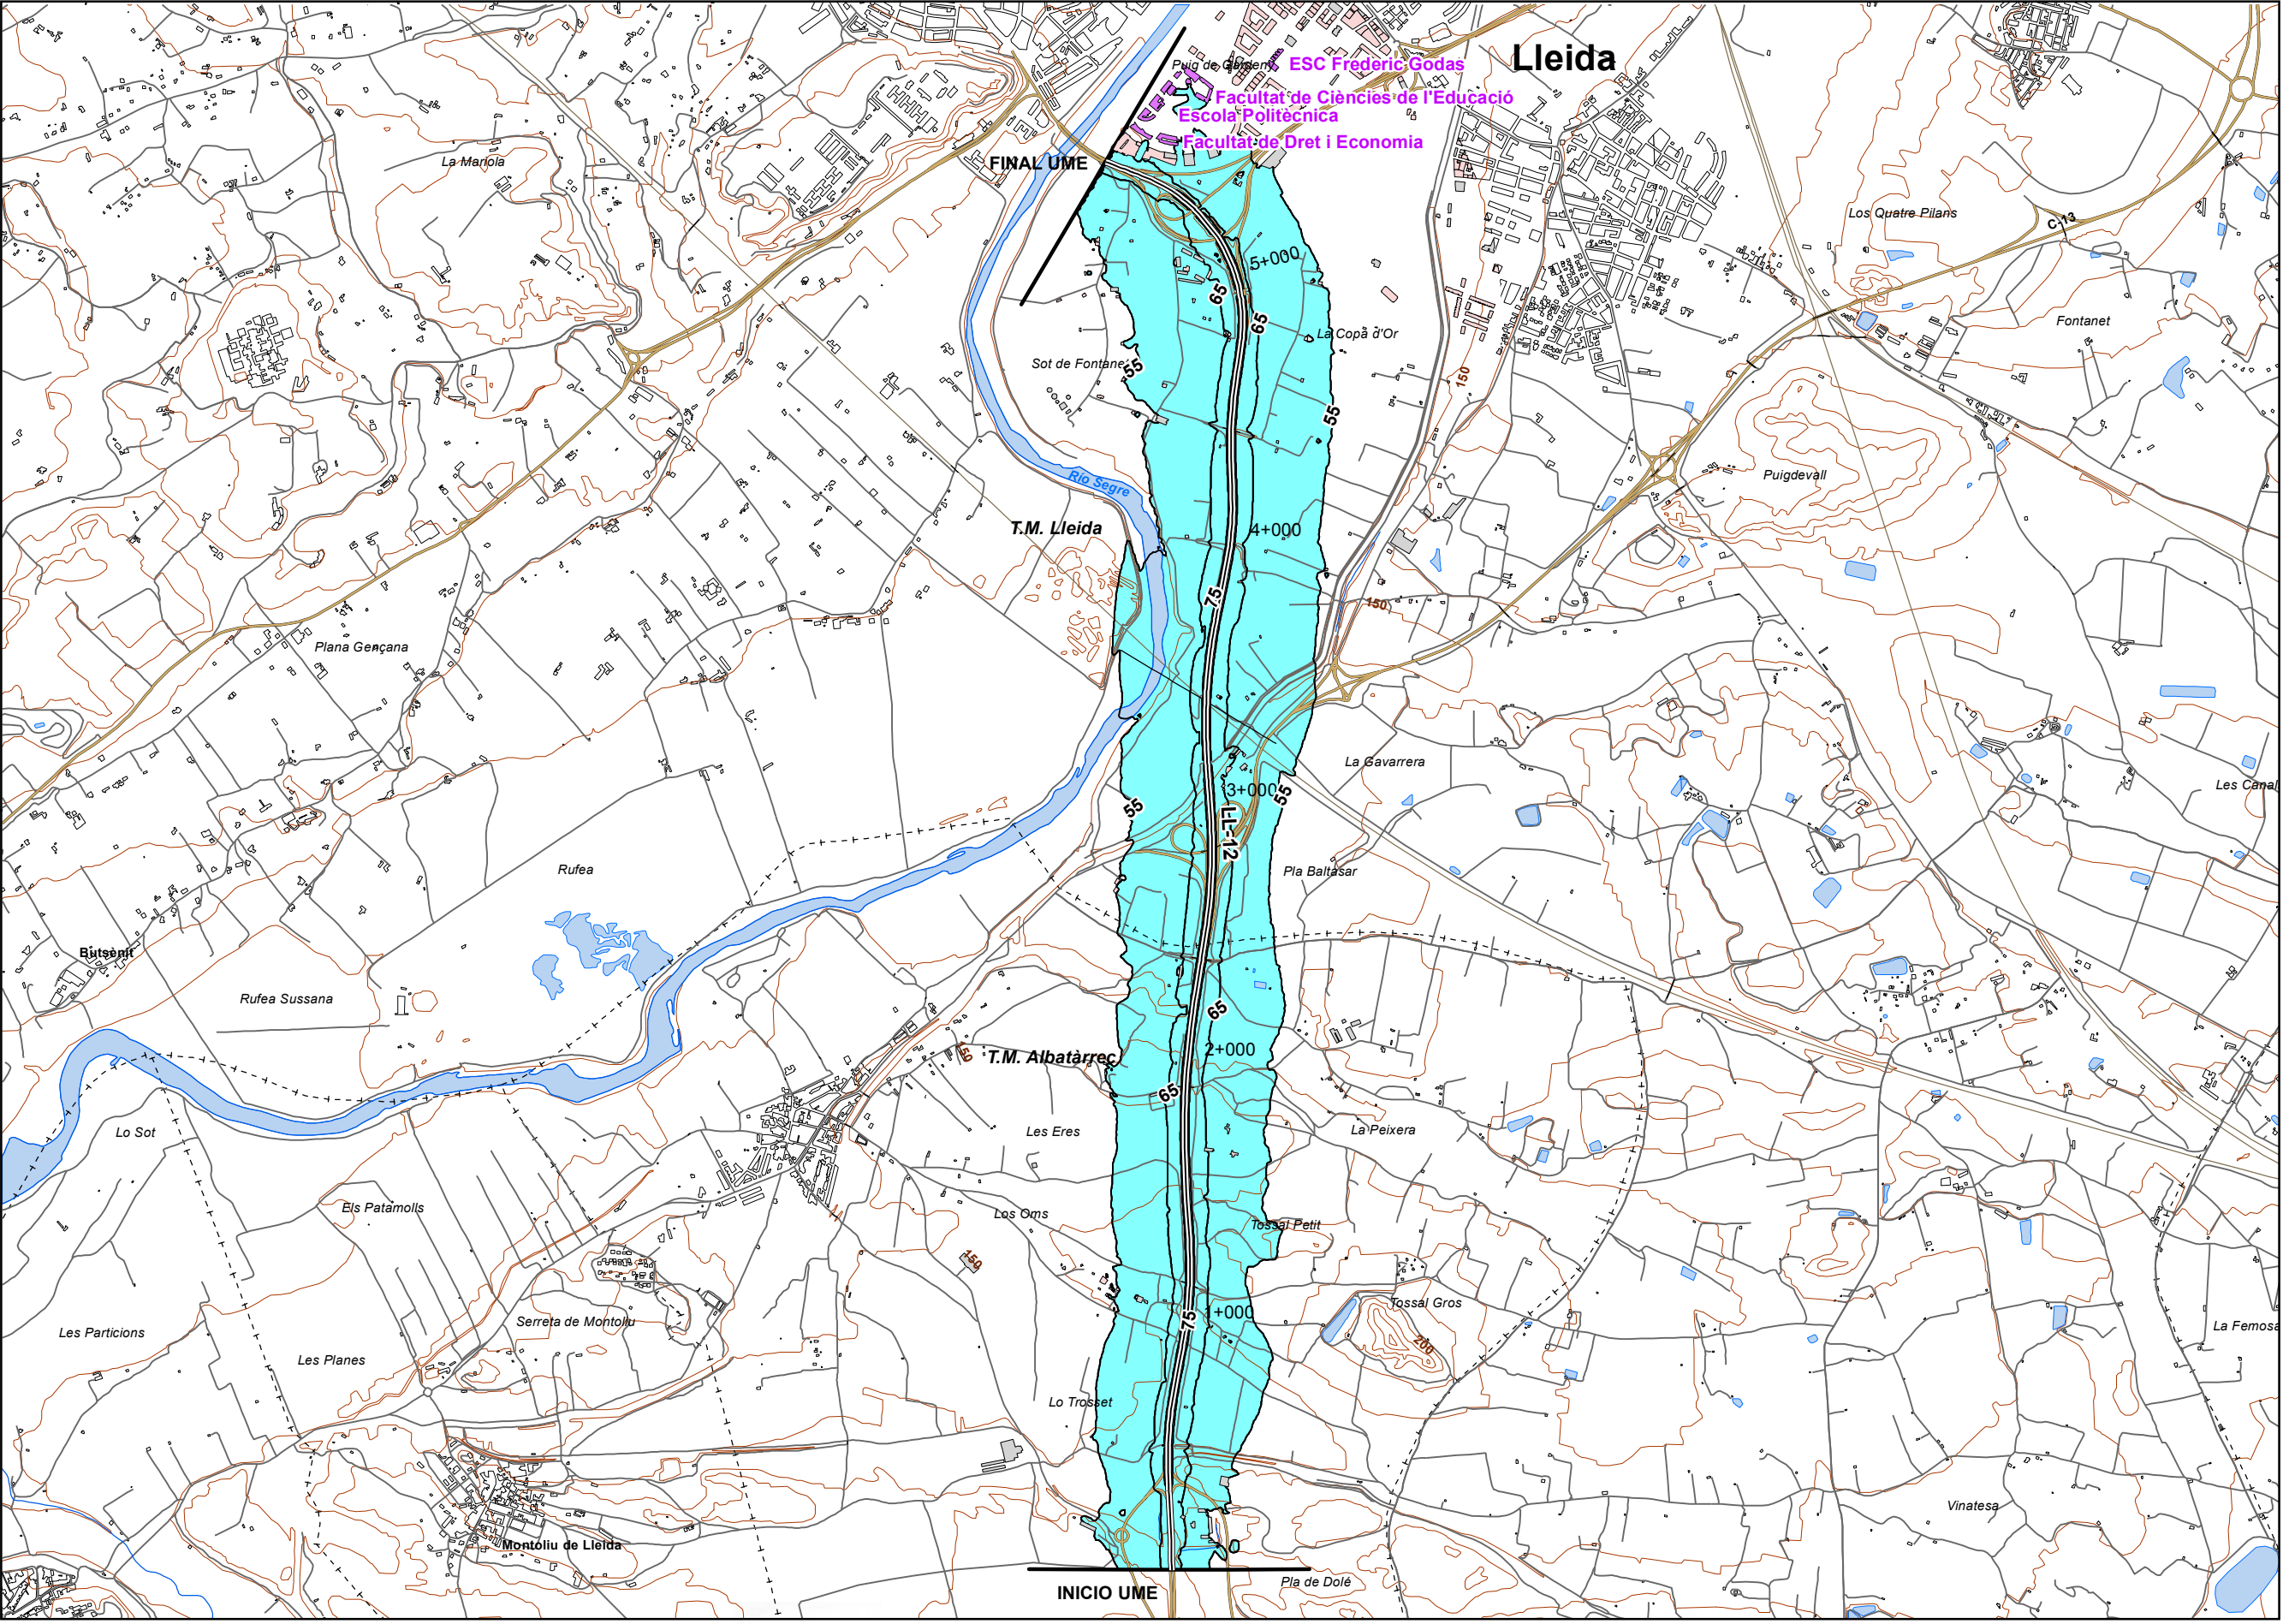 Lleida
Puig de Gardeny
ESC Frederic Godas
Facultat de Ciències de l'Educació
Escola Politècnica
Facultat de Dret i Economia
FINAL UME
La Mariola
Los Quatre Pilans
C-13
5+000
65
65
La Copa d'Or
Fontanet
Sot de Fontanet
55
150
55
Puigdevall
Río Segre
T.M. Lleida
4+000
75
150
Plana Gençana
La Gavarrera
3+000
55
Les Canal
55
L-L-12
Rufea
Pla Baltasar
Butsènit
Rufea Sussana
65
150
T.M. Albatàrrec
2+000
65
Lo Sot
Les Eres
La Peixera
Els Patamolls
Los Oms
Tossal Petit
150
1+000
Tossal Gros
75
Serreta de Montoliu
Les Particions
La Femosa
200
Les Planes
Lo Trosset
Vinatesa
Montoliu de Lleida
Pla de Dolé
INICIO UME